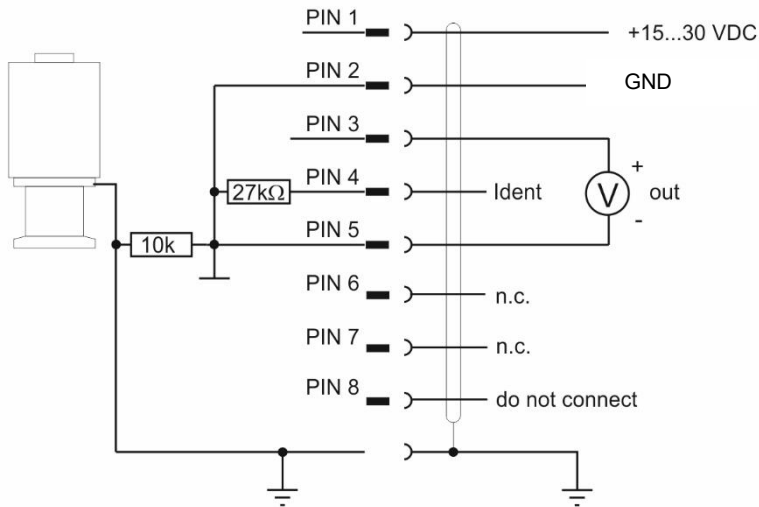 PIN 1 +15...30 VDC
PIN 2 GND
PIN 3
+
27kΩ PIN 4 Ident V out
-
10k PIN 5
PIN 6 n.c.
PIN 7 n.c.
PIN 8 do not connect